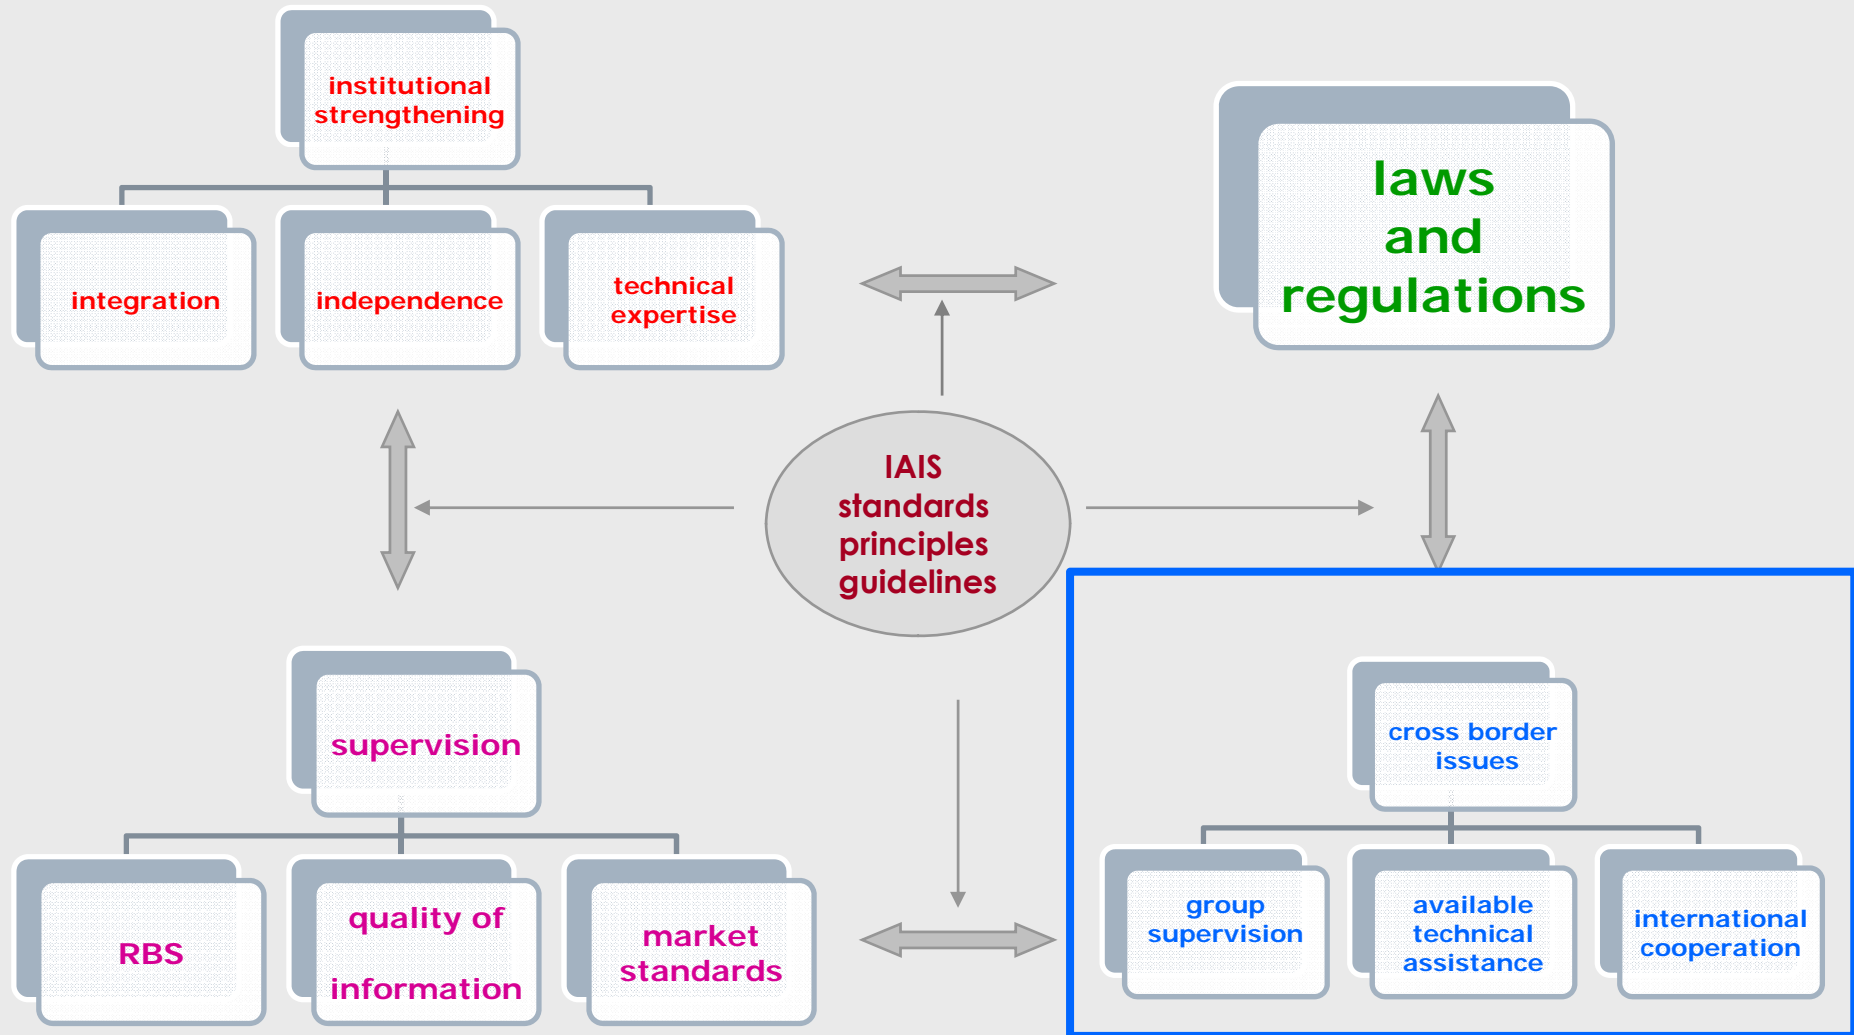 institutional
strengthening
integration
independence
technical
expertise
laws
and
regulations
IAIS
standards
principles
guidelines
supervision
RBS
quality of
information
market
standards
cross border
issues
group
supervision
available
technical
assistance
international
cooperation